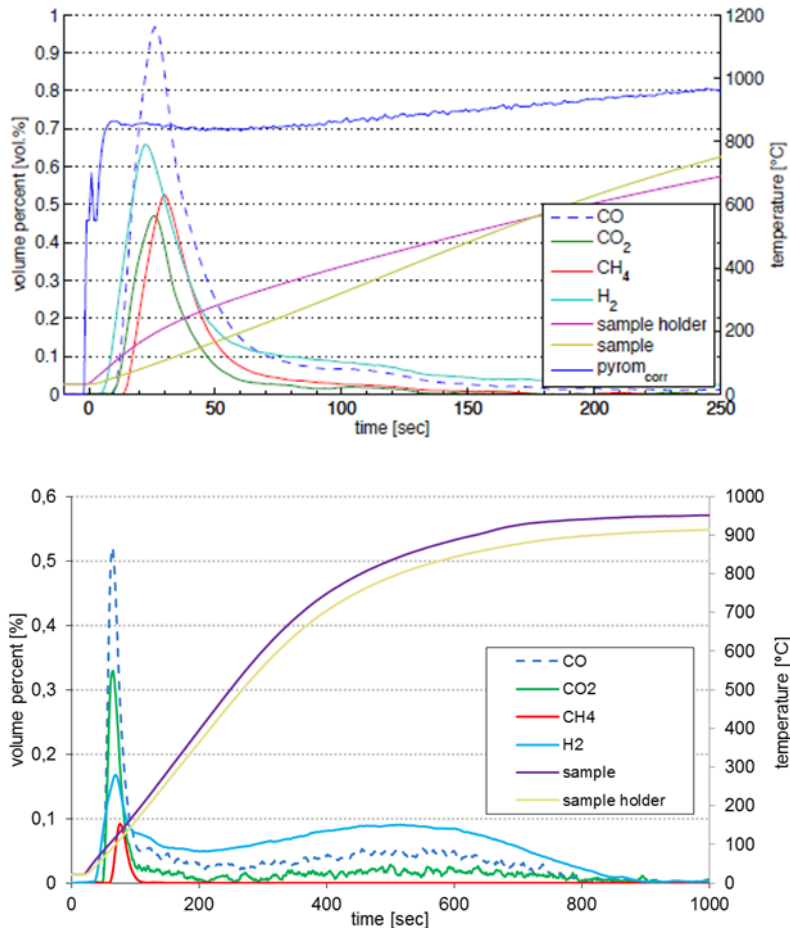 1
1200
0.9
0.8
1000
0.7
800
0.6
0.5
600
0.4
400
0.3
0.2
200
0.1
0
0
0
50
100
150
200
250
volume percent [vol.%]
temperature [°C]
time [sec]
CO
CO2
CH4
H2
sample holder
sample
pyromcorr
0,6
0,5
0,4
0,3
0,2
0,1
0
1000
900
800
700
600
500
400
300
200
100
0
0
200
400
600
800
1000
volume percent [%]
temperature [°C]
time [sec]
CO
CO2
CH4
H2
sample
sample holder